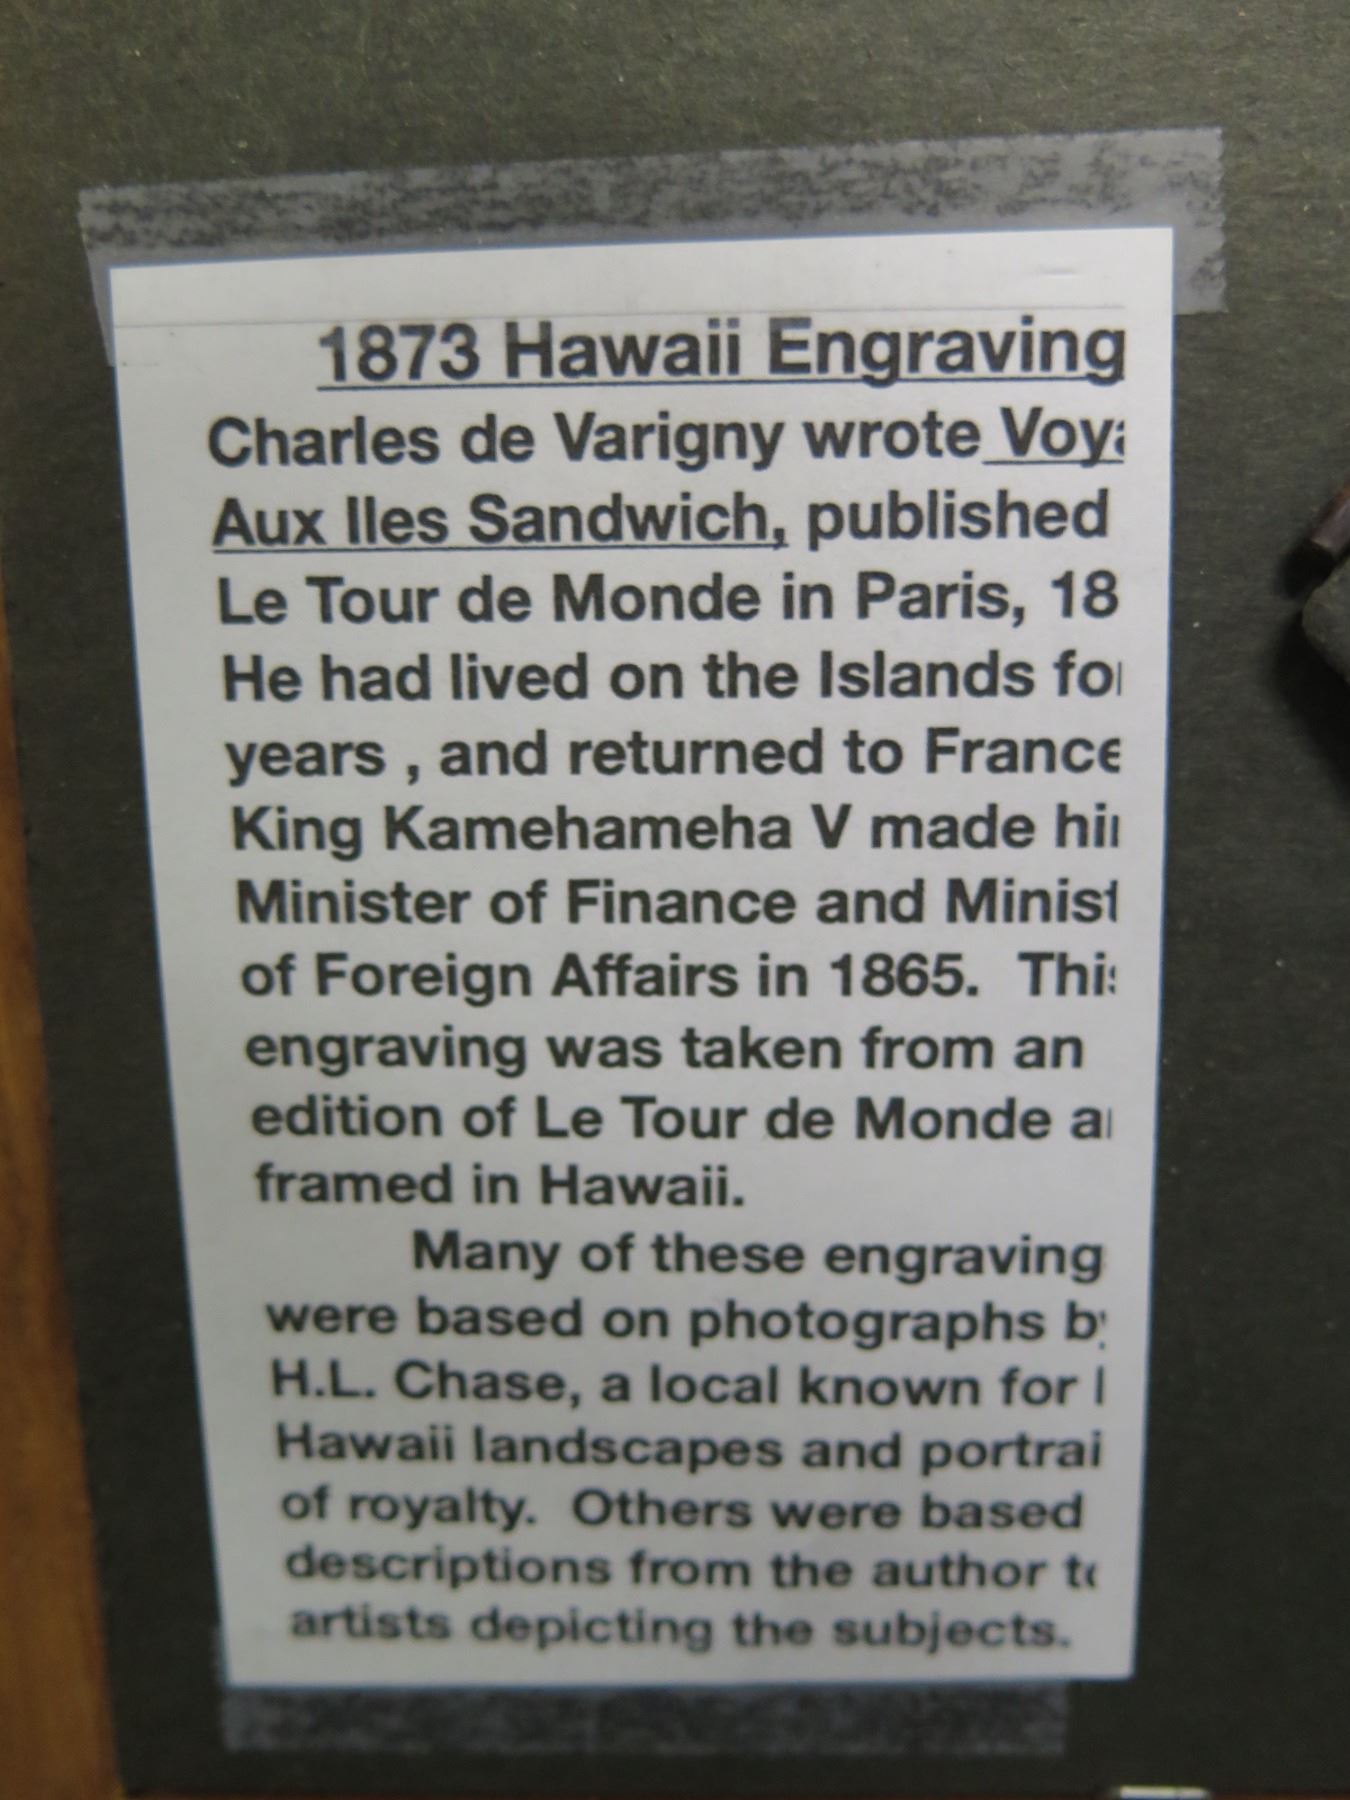 1873 Hawaii Engraving
Charles de Varigny wrote
Aux Iles Sandwich, published
Le Tour de Monde in Paris, 18
He had lived on the Islands
years , and returned to France
King Kamehameha V made
Minister of Finance and
of Foreign Affairs in 1865.
engraving was taken from an
edition of Le Tour de Monde
framed in Hawaii.
Many of these engraving
were based on photographs
H.L. Chase, a local known for
Hawaii landscapes and
of royalty. Others were based
descriptions from the author
artists depicting the subjects.